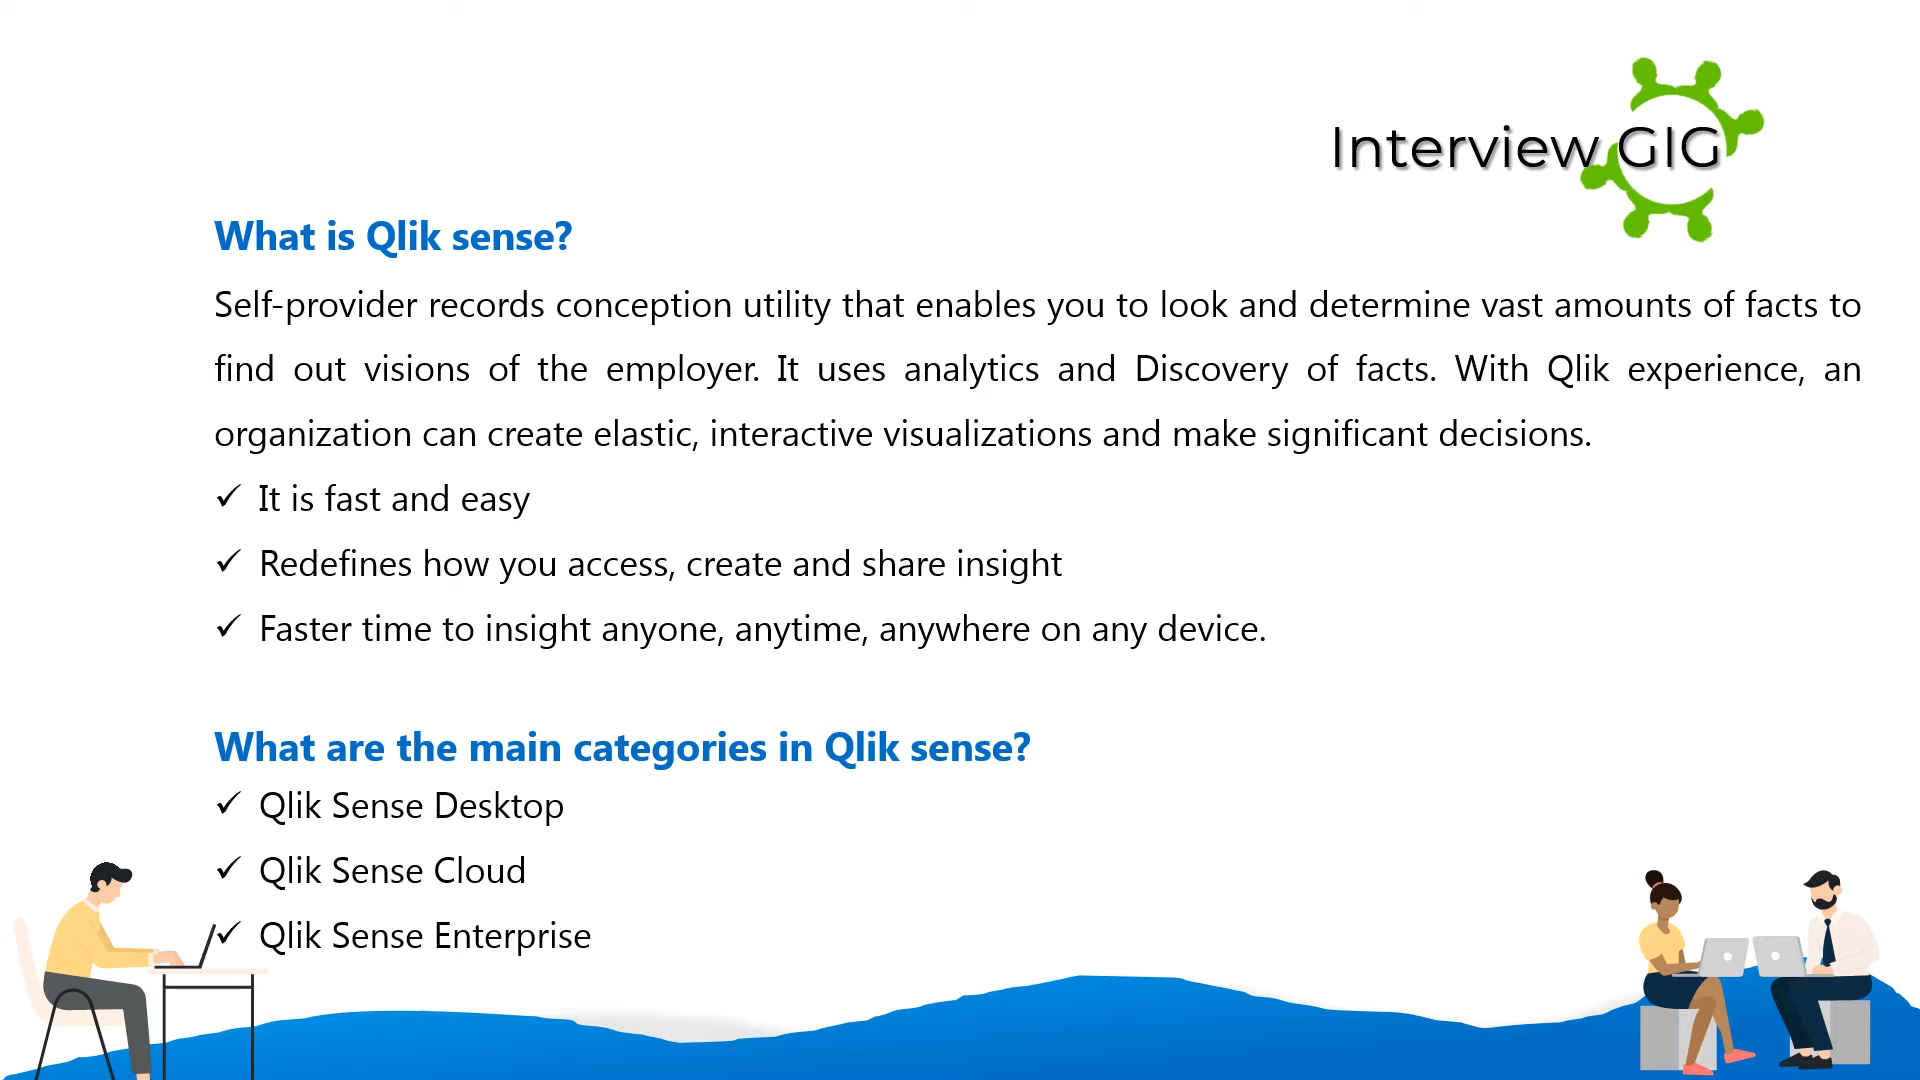 Interview GIG
What is Qlik sense?
Self-provider records conception utility that enables you to look and determine vast amounts of facts to
find out visions of the employer. It uses analytics and Discovery of facts. With Qlik experience, an
organization can create elastic, interactive visualizations and make significant decisions.
✓ It is fast and easy
✓ Redefines how you access, create and share insight
✓ Faster time to insight anyone, anytime, anywhere on any device.
What are the main categories in Qlik sense?
✓ Qlik Sense Desktop
✓ Qlik Sense Cloud
✓ Qlik Sense Enterprise